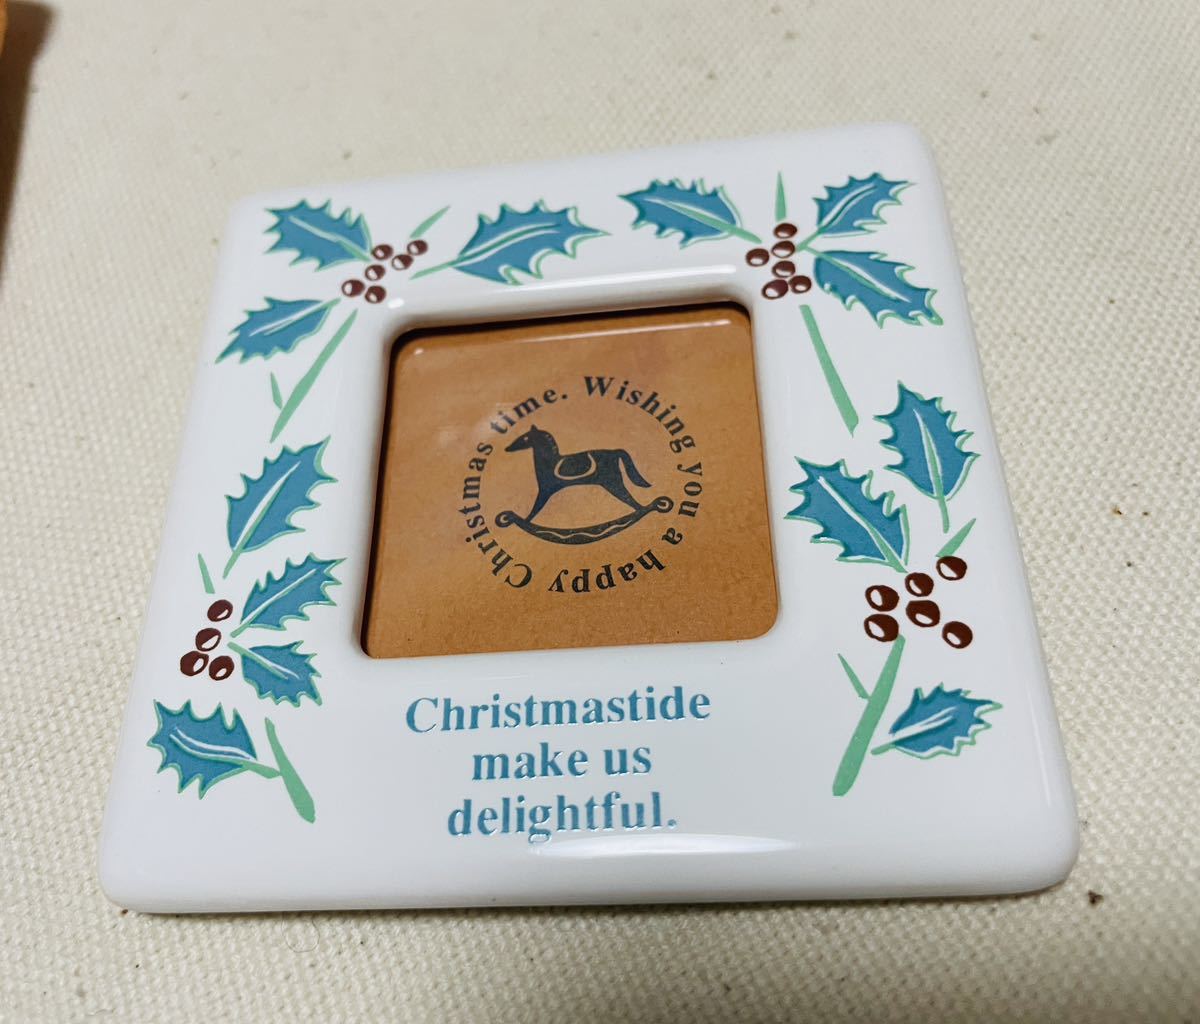 Wishing you a happy Christmas time.
Christmastide
make us
delightful.